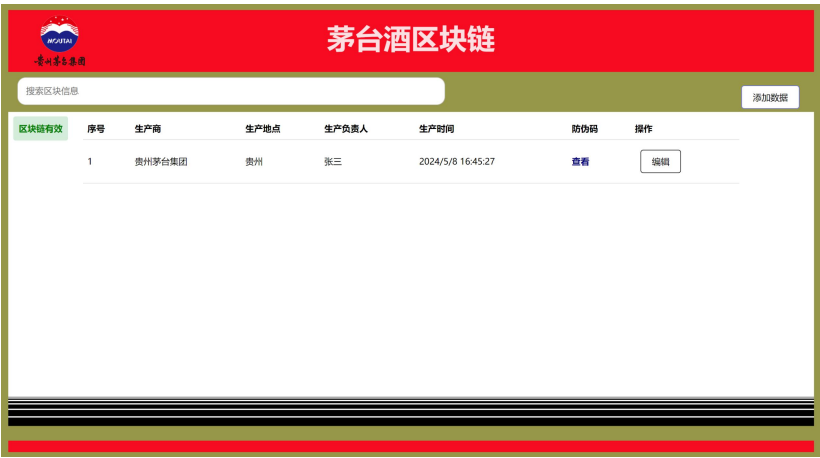 茅台酒区块链
MOUTAI
贵州茅台集团
搜索区块信息
添加数据
区块链有效 序号 生产商 生产地点 生产负责人 生产时间 防伪码 操作
1 贵州茅台集团 贵州 张三 2024/5/8 16:45:27 查看 编辑